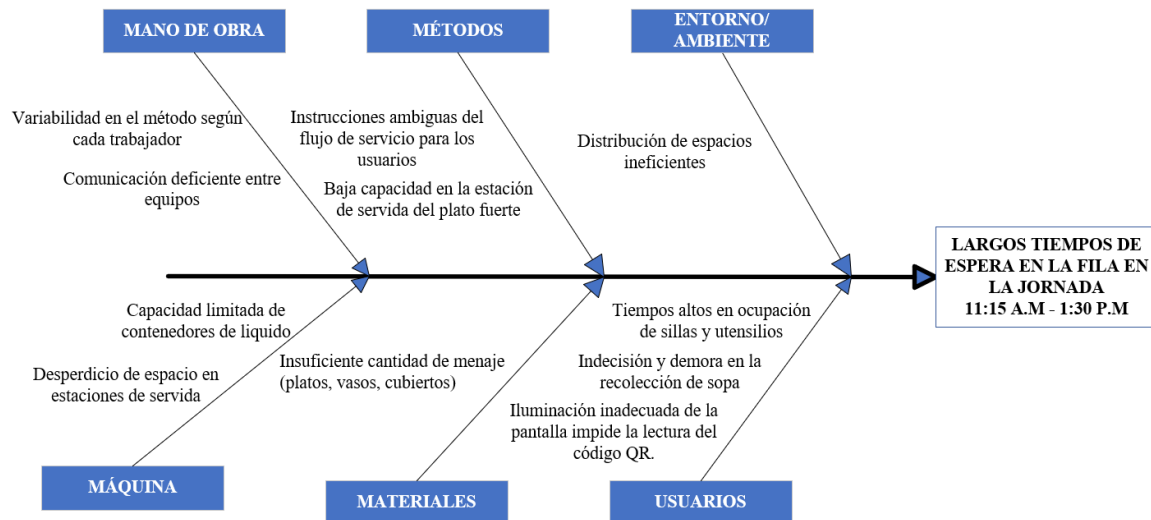 MANO DE OBRA
MÉTODOS
ENTORNO/
AMBIENTE
Variabilidad en el método según
cada trabajador
Comunicación deficiente entre
equipos
Instrucciones ambiguas del
flujo de servicio para los
usuarios
Baja capacidad en la estación
de servida del plato fuerte
Distribución de espacios
ineficientes
LARGOS TIEMPOS DE
ESPERA EN LA FILA EN
LA JORNADA
11:15 A.M - 1:30 P.M
Capacidad limitada de
contenedores de liquido
Desperdicio de espacio en
estaciones de servida
Insuficiente cantidad de menaje
(platos, vasos, cubiertos)
Tiempos altos en ocupación
de sillas y utensilios
Indecisión y demora en la
recolección de sopa
Iluminación inadecuada de la
pantalla impide la lectura del
código QR.
MÁQUINA
MATERIALES
USUARIOS